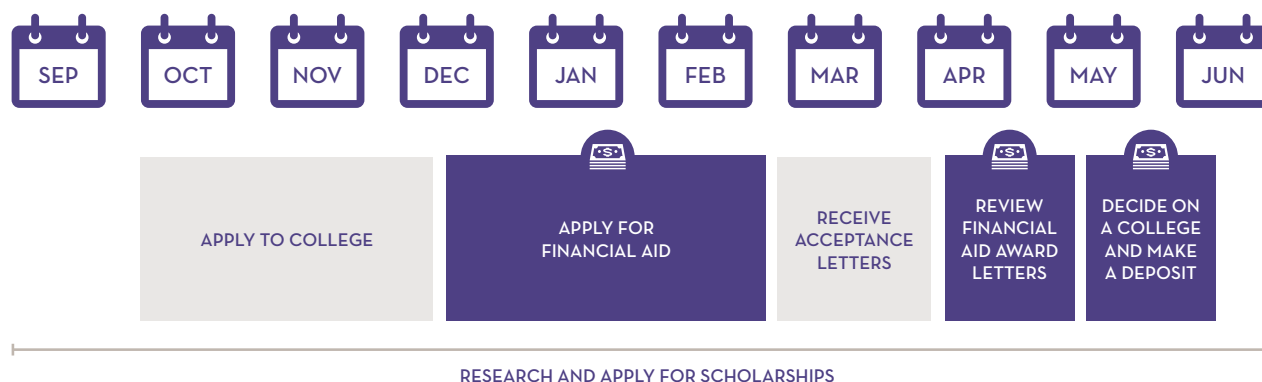 SEP OCT NOV DEC JAN FEB MAR APR MAY JUN
APPLY TO COLLEGE
APPLY FOR
FINANCIAL AID
RECEIVE
ACCEPTANCE
LETTERS
REVIEW
FINANCIAL
AID AWARD
LETTERS
DECIDE ON
A COLLEGE
AND MAKE
A DEPOSIT
RESEARCH AND APPLY FOR SCHOLARSHIPS